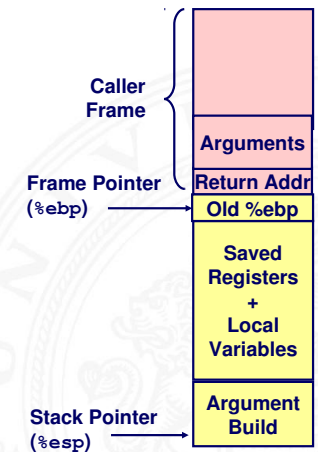 Caller
Frame
Arguments
Frame Pointer
(%ebp)
Return Addr
Old %ebp
Saved
Registers
+
Local
Variables
Stack Pointer
(%esp)
Argument
Build